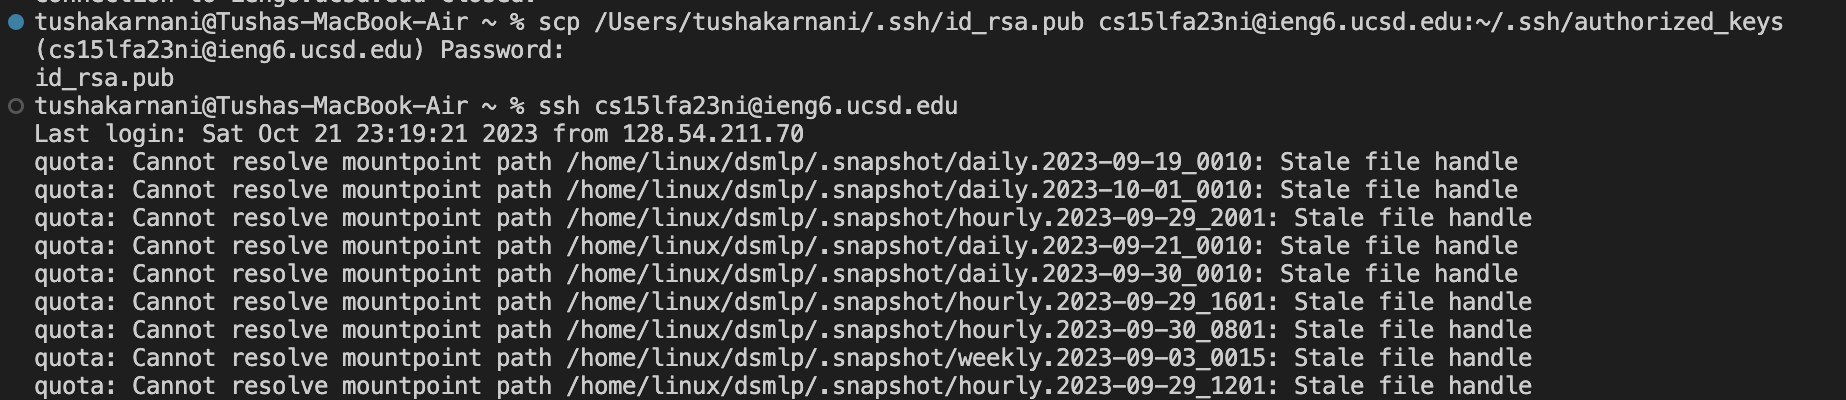 connection to ieng6.ucsd.edu closed.
tushakarnani@Tushas-MacBook-Air ~ % scp /Users/tushakarnani/.ssh/id_rsa.pub cs15lfa23ni@ieng6.ucsd.edu:~/.ssh/authorized_keys
(cs15lfa23ni@ieng6.ucsd.edu) Password:
id_rsa.pub
tushakarnani@Tushas-MacBook-Air ~ % ssh cs15lfa23ni@ieng6.ucsd.edu
Last login: Sat Oct 21 23:19:21 2023 from 128.54.211.70
quota: Cannot resolve mountpoint path /home/linux/dsmlp/.snapshot/daily.2023-09-19_0010: Stale file handle
quota: Cannot resolve mountpoint path /home/linux/dsmlp/.snapshot/daily.2023-10-01_0010: Stale file handle
quota: Cannot resolve mountpoint path /home/linux/dsmlp/.snapshot/hourly.2023-09-29_2001: Stale file handle
quota: Cannot resolve mountpoint path /home/linux/dsmlp/.snapshot/daily.2023-09-21_0010: Stale file handle
quota: Cannot resolve mountpoint path /home/linux/dsmlp/.snapshot/daily.2023-09-30_0010: Stale file handle
quota: Cannot resolve mountpoint path /home/linux/dsmlp/.snapshot/hourly.2023-09-29_1601: Stale file handle
quota: Cannot resolve mountpoint path /home/linux/dsmlp/.snapshot/hourly.2023-09-30_0801: Stale file handle
quota: Cannot resolve mountpoint path /home/linux/dsmlp/.snapshot/weekly.2023-09-03_0015: Stale file handle
quota: Cannot resolve mountpoint path /home/linux/dsmlp/.snapshot/hourly.2023-09-29_1201: Stale file handle